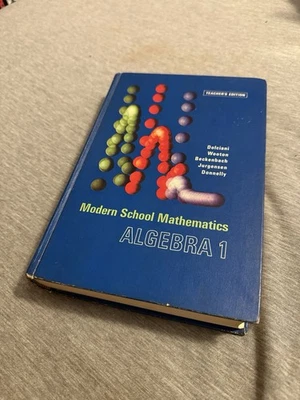 TEACHER'S EDITION
Dolciani
Wooton
Beckenbach
Jurgensen
Donnelly
Modern School Mathematics
ALGEBRA 1